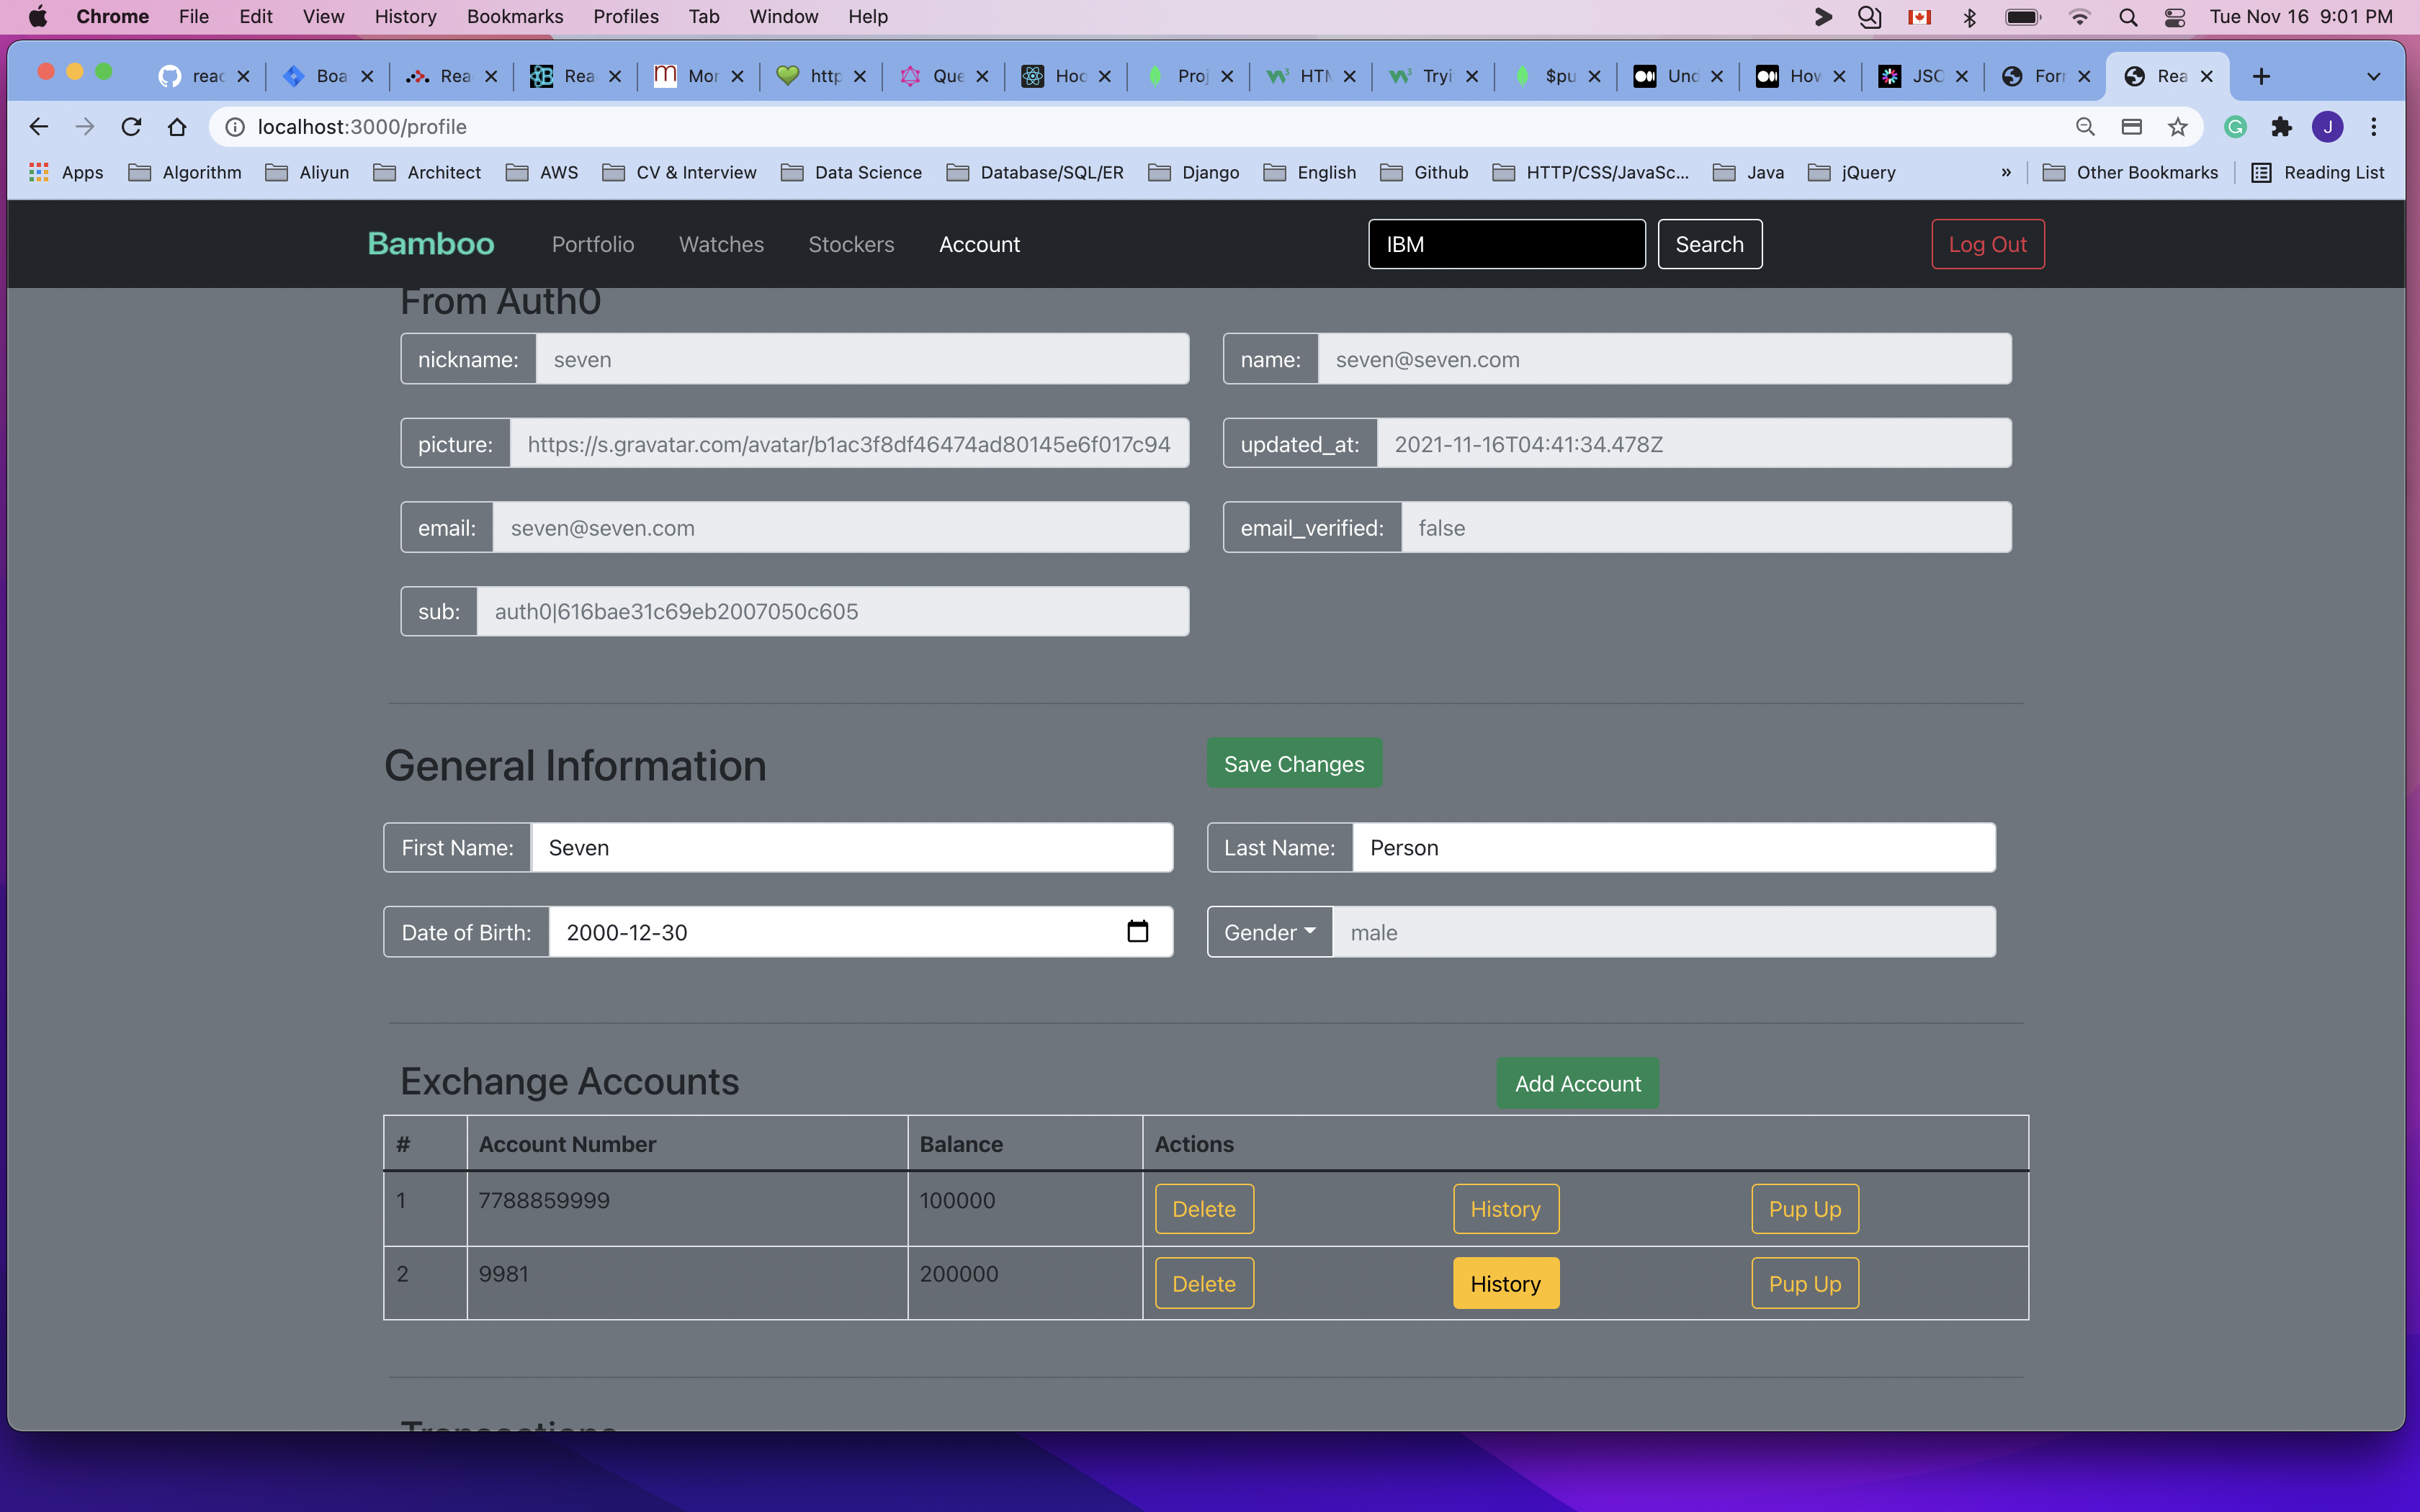 Chrome File Edit View History Bookmarks Profiles Tab Window Help Tue Nov 16 9:01 PM
reac Boa Rea Rea Mor http Que Hoo Proj HTM Tryi $pu Und How JSO Forr Rea
localhost:3000/profile J
Apps Algorithm Aliyun Architect AWS CV & Interview Data Science Database/SQL/ER Django English Github HTTP/CSS/JavaSc... Java jQuery » Other Bookmarks Reading List
Bamboo Portfolio Watches Stockers Account IBM Search Log Out
From Auth0
nickname: seven name: seven@seven.com
picture: https://s.gravatar.com/avatar/b1ac3f8df46474ad80145e6f017c94 updated_at: 2021-11-16T04:41:34.478Z
email: seven@seven.com email_verified: false
sub: auth0|616bae31c69eb2007050c605
General Information Save Changes
First Name: Seven Last Name: Person
Date of Birth: 2000-12-30 Gender male
Exchange Accounts Add Account
# Account Number Balance Actions
1 7788859999 100000 Delete History Pup Up
2 9981 200000 Delete History Pup Up
Transactions